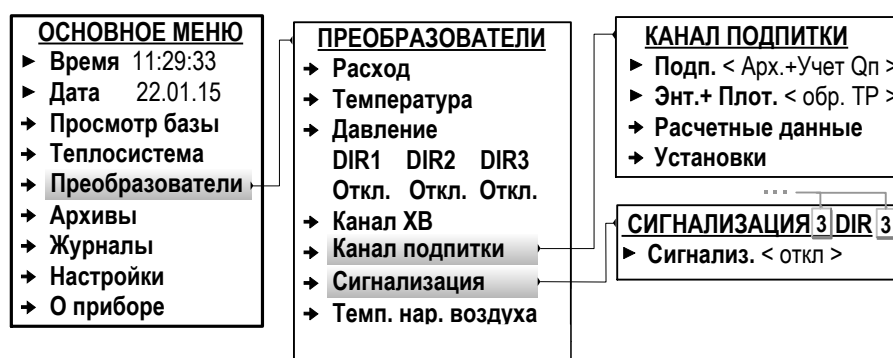 ОСНОВНОЕ МЕНЮ
Время 11:29:33
Дата 22.01.15
Просмотр базы
Теплосистема
Преобразователи
Архивы
Журналы
Настройки
О приборе
ПРЕОБРАЗОВАТЕЛИ
Расход
Температура
Давление
DIR1 DIR2 DIR3
Откл. Откл. Откл.
Канал ХВ
Канал подпитки
Сигнализация
Темп. нар. воздуха
КАНАЛ ПОДПИТКИ
Подп. < Арх.+Учет Qп >
Энт.+ Плот. < обр. ТР >
Расчетные данные
Установки
...
СИГНАЛИЗАЦИЯ 3 DIR 3
Сигнализ. < откл >